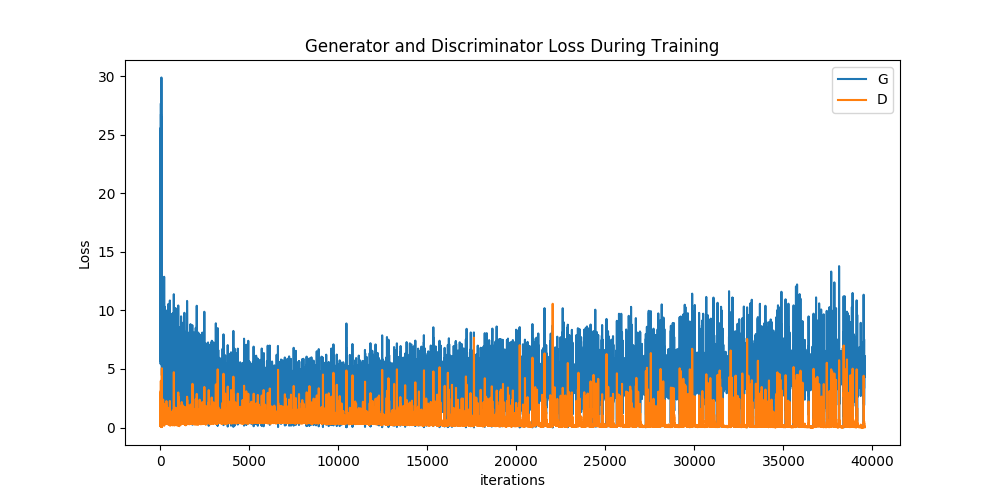 Generator and Discriminator Loss During Training
G
D
30
25
20
15
10
5
0
Loss
0 5000 10000 15000 20000 25000 30000 35000 40000
iterations